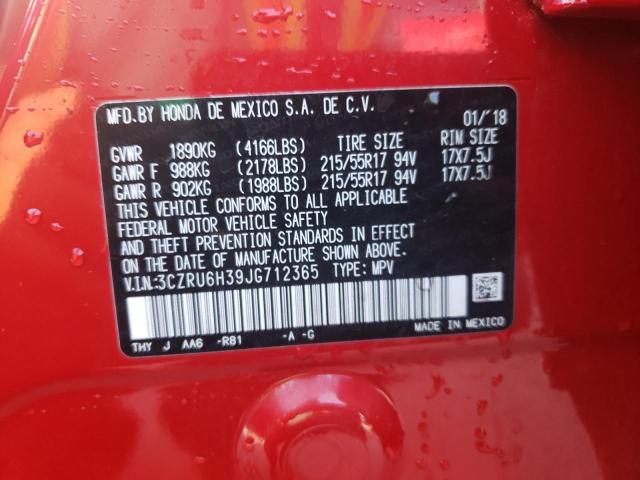 MFD.BY HONDA DE MEXICO S.A. DE C.V. 01/'18
GVWR 1890KG (4166LBS) TIRE SIZE RIM SIZE
GAWR F 988KG (2178LBS) 215/55R17 94V 17X7.5J
GAWR R 902KG (1988LBS) 215/55R17 94V 17X7.5J
THIS VEHICLE CONFORMS TO ALL APPLICABLE
FEDERAL MOTOR VEHICLE SAFETY
AND THEFT PREVENTION STANDARDS IN EFFECT
ON THE DATE OF MANUFACTURE SHOWN ABOVE.
V.I.N.:3CZRU6H39JG712365 TYPE: MPV
THY J AA6 -R81 -A -G MADE IN MEXICO